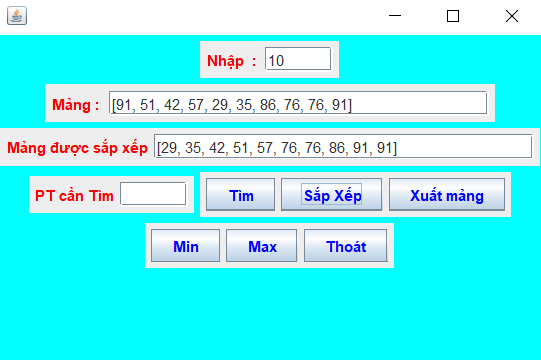 Nhập : 10
Mảng : [91, 51, 42, 57, 29, 35, 86, 76, 76, 91]
Mảng được sắp xếp [29, 35, 42, 51, 57, 76, 76, 86, 91, 91]
PT cần Tìm Tìm Sắp Xếp Xuất mảng
Min Max Thoát